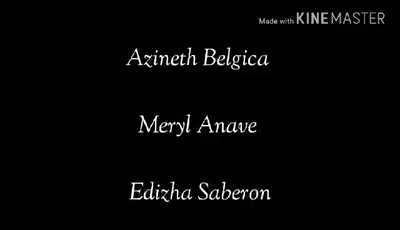 Made with KINEMASTER
Azineth Belgica
Meryl Anave
Edizha Saberon